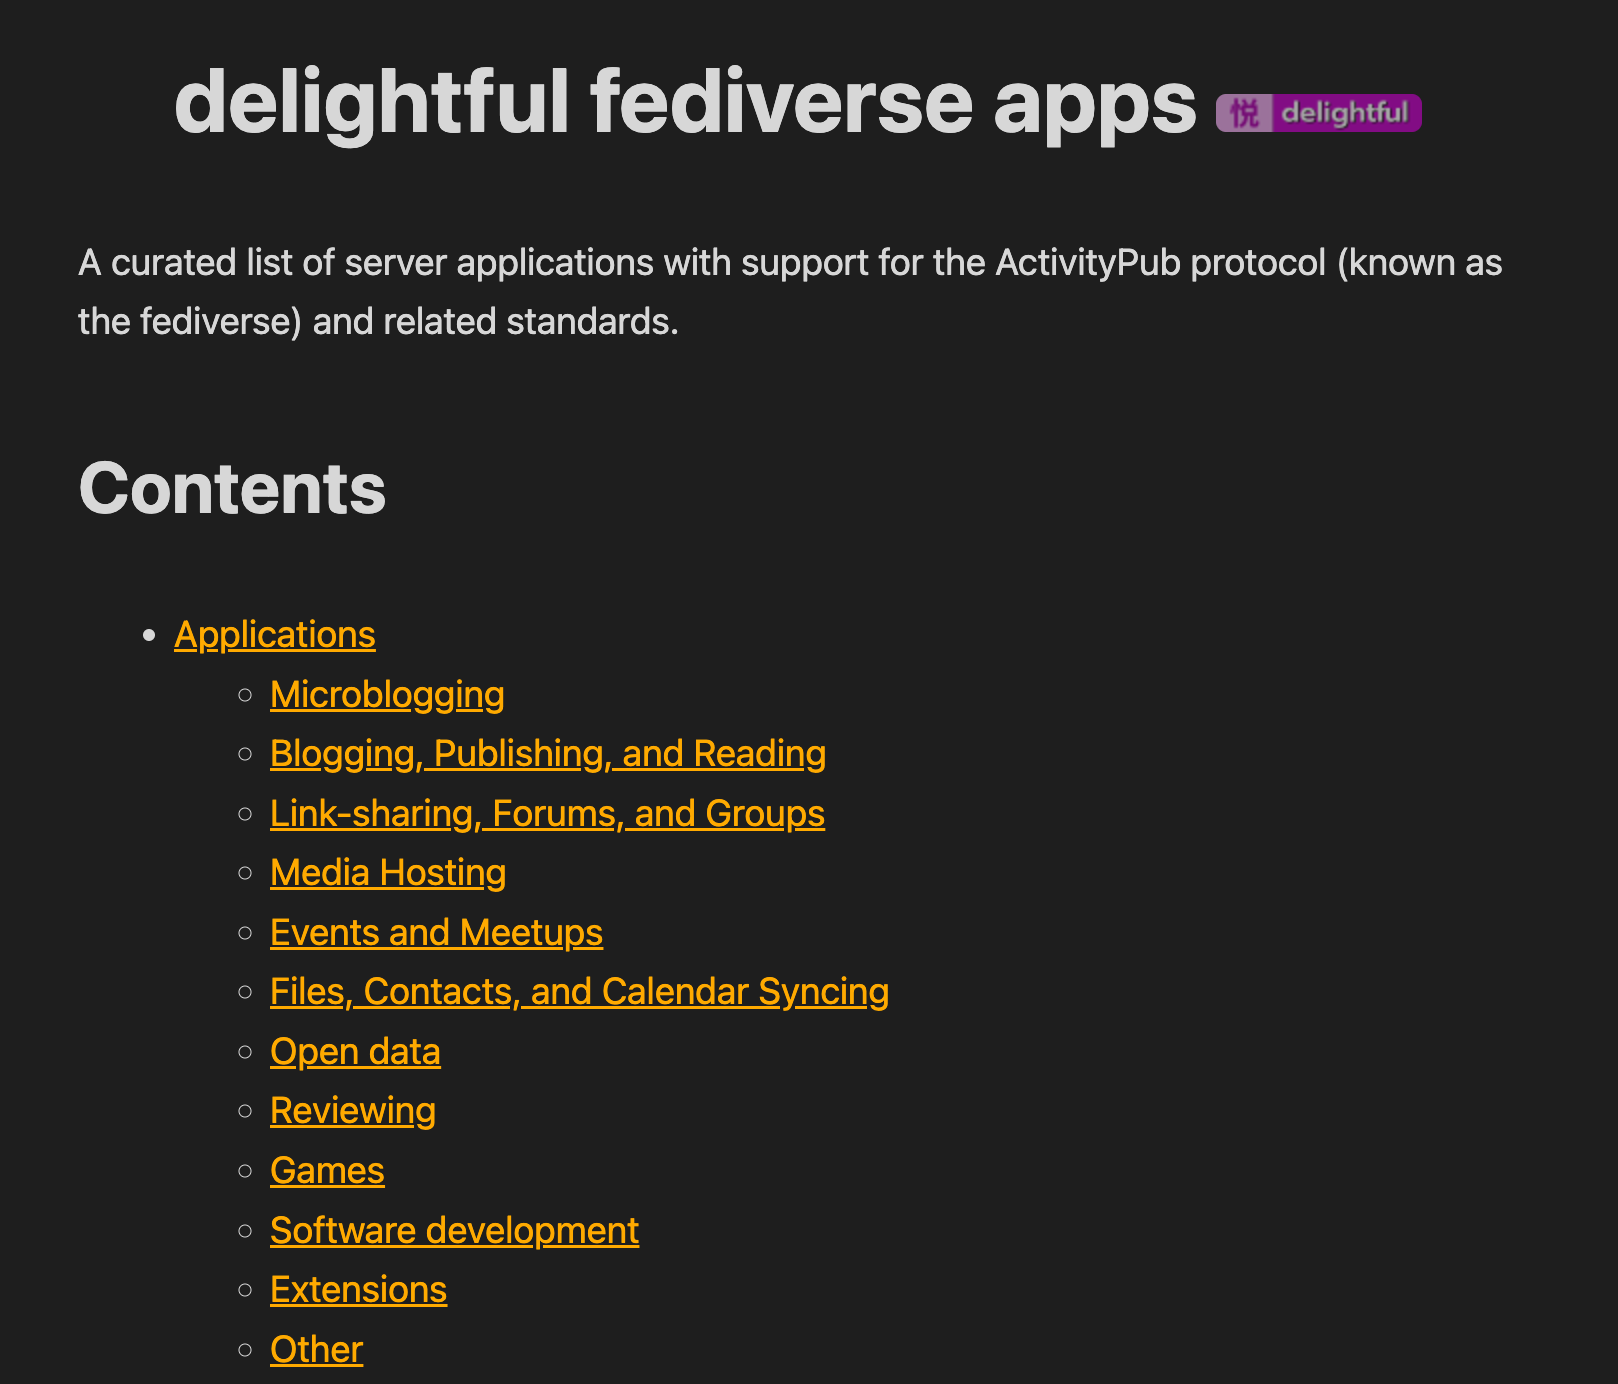 delightful fediverse apps 悦 delightful
A curated list of server applications with support for the ActivityPub protocol (known as
the fediverse) and related standards.
Contents
Applications
Microblogging
Blogging, Publishing, and Reading
Link-sharing, Forums, and Groups
Media Hosting
Events and Meetups
Files, Contacts, and Calendar Syncing
Open data
Reviewing
Games
Software development
Extensions
Other